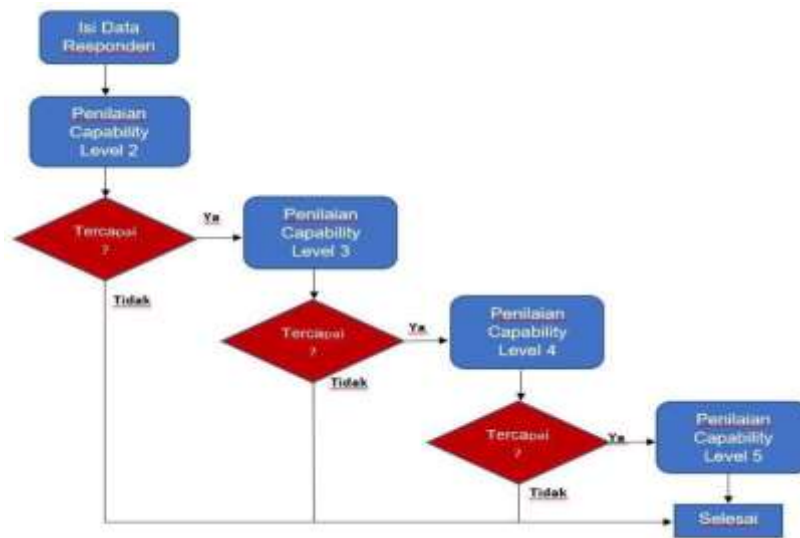 Isi Data
Responden
Penilaian
Capability
Level 2
Tercapai
?
Ya
Penilaian
Capability
Level 3
Tidak
Tercapai
?
Ya
Penilaian
Capability
Level 4
Tidak
Tercapai
?
Ya
Penilaian
Capability
Level 5
Tidak
Selesai